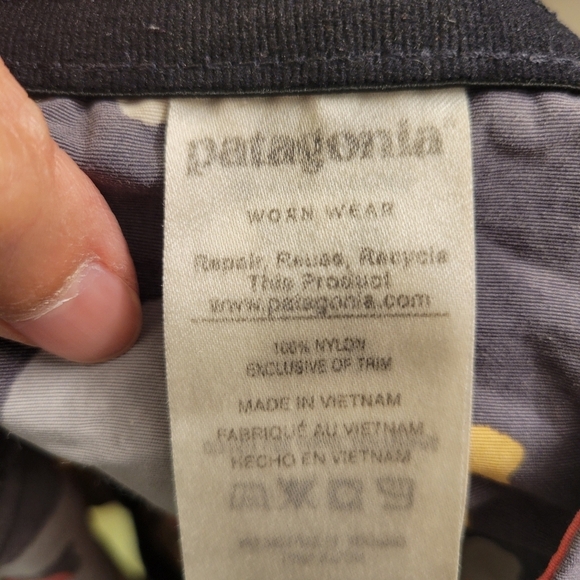 patagonia®
WORN WEAR
Repair, Reuse, Recycle
This Product
www.patagonia.com
100% NYLON
EXCLUSIVE OF TRIM
MADE IN VIETNAM
FABRIQUÉ AU VIETNAM
HECHO EN VIETNAM